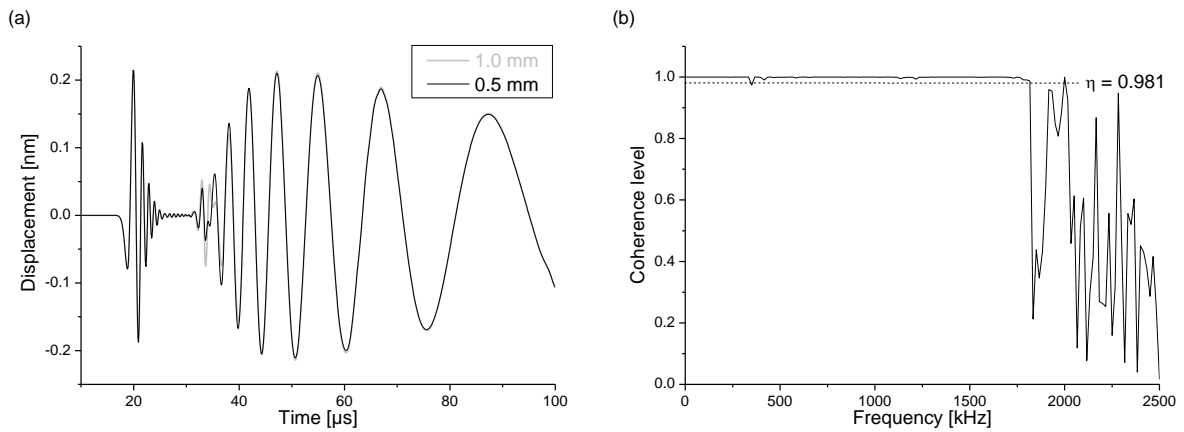 (a)
Displacement [nm]
0.2
0.1
0.0
-0.1
-0.2
1.0 mm
0.5 mm
20
40
60
80
100
Time [µs]
(b)
Coherence level
1.0
0.8
0.6
0.4
0.2
0.0
η = 0.981
0
500
1000
1500
2000
2500
Frequency [kHz]